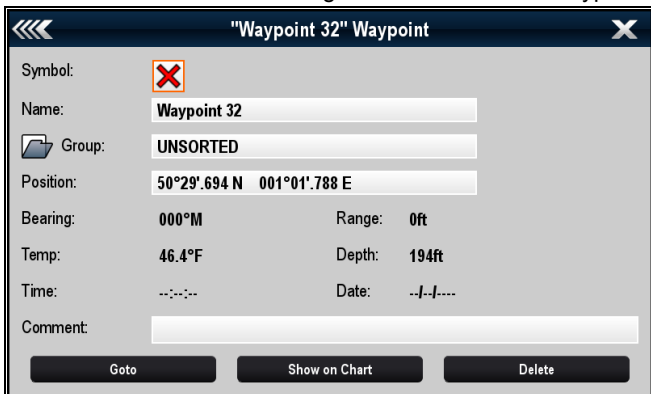 "Waypoint 32" Waypoint
Symbol:
Name: Waypoint 32
Group: UNSORTED
Position: 50°29'.694 N 001°01'.788 E
Bearing: 000°M Range: 0ft
Temp: 46.4°F Depth: 194ft
Time: --:--:-- Date: --/--/----
Comment:
Goto Show on Chart Delete